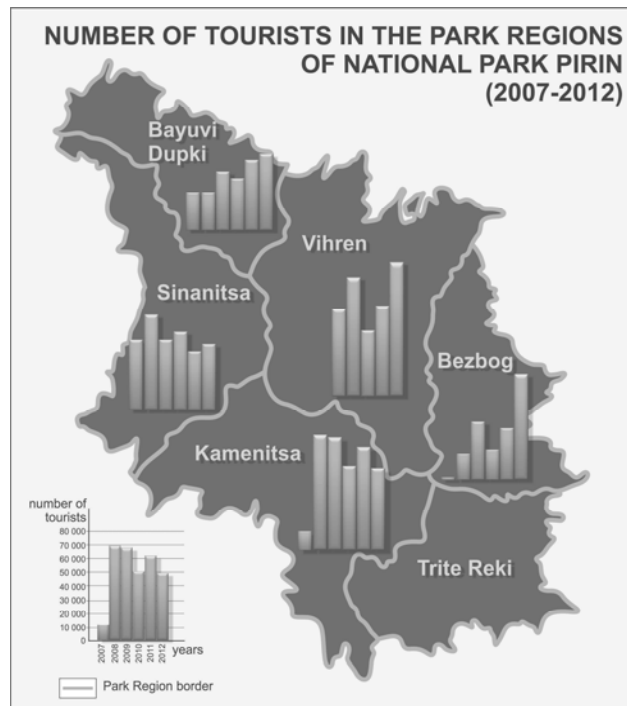 NUMBER OF TOURISTS IN THE PARK REGIONS
OF NATIONAL PARK PIRIN
(2007-2012)
Bayuvi
Dupki
Vihren
Sinanitsa
Bezbog
Kamenitsa
Trite Reki
number of
tourists
80 000
70 000
60 000
50 000
40 000
30 000
20 000
10 000
0
2007
2008
2009
2010
2011
2012
years
Park Region border